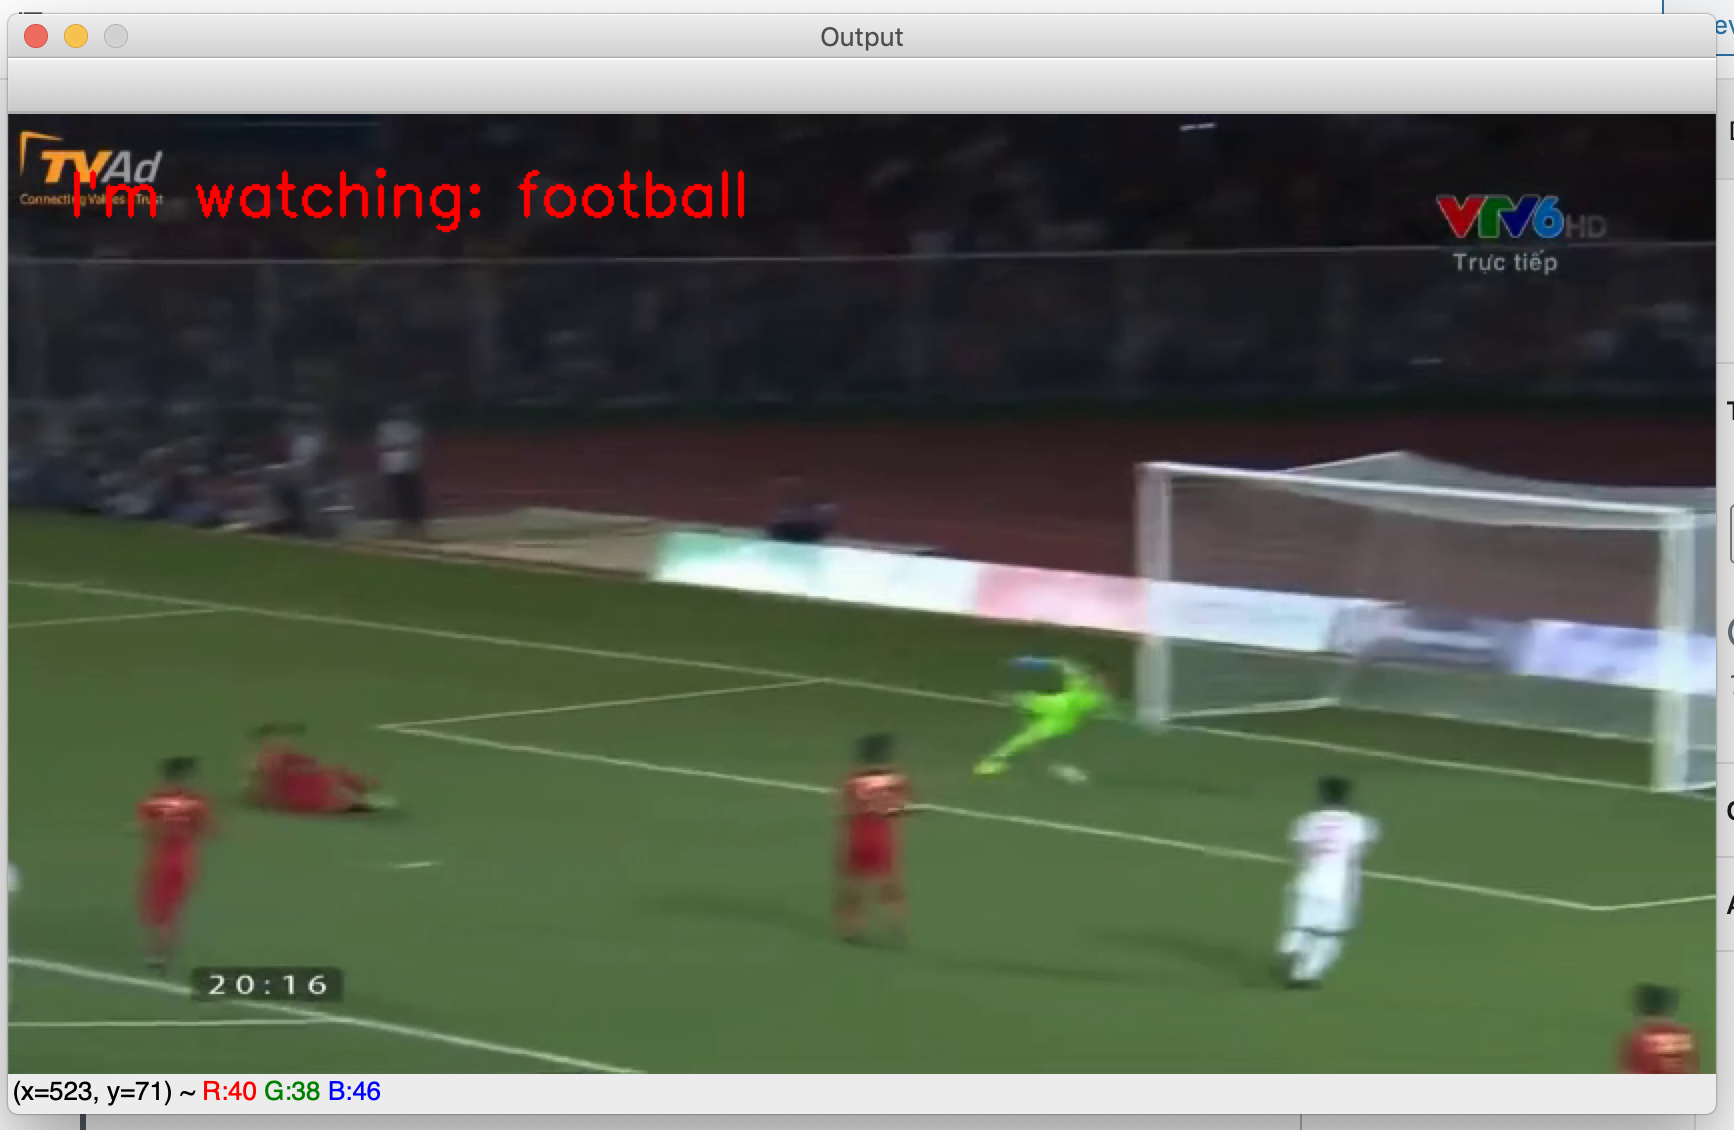 Output
TVAd
Connecting Values - Trust
I'm watching: football
VTV6HD
Trực tiếp
20:16
(x=523, y=71) ~ R:40 G:38 B:46